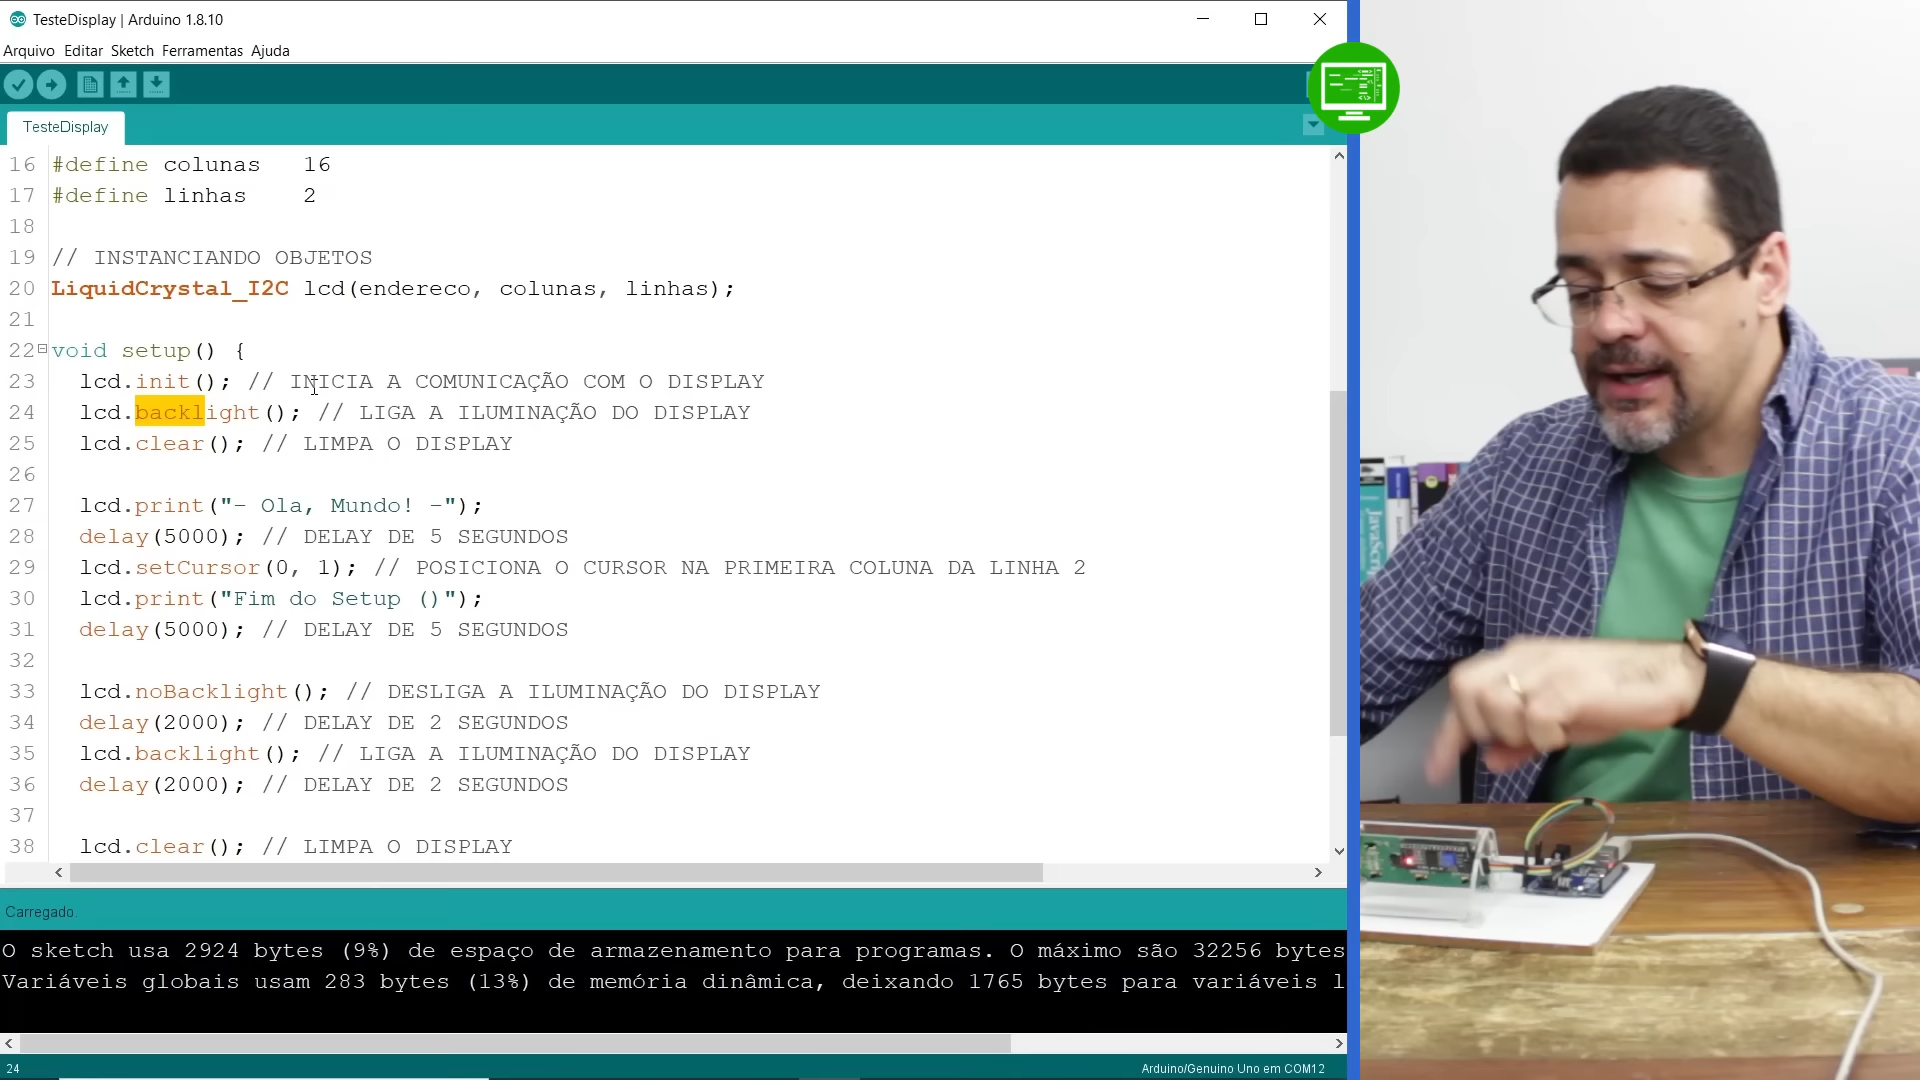 TesteDisplay | Arduino 1.8.10
Arquivo Editar Sketch Ferramentas Ajuda
TesteDisplay
16 #define colunas 16
17 #define linhas 2
18
19 // INSTANCIANDO OBJETOS
20 LiquidCrystal_I2C lcd(endereco, colunas, linhas);
21
22 void setup() {
23 lcd.init(); // INICIA A COMUNICAÇÃO COM O DISPLAY
24 lcd.backlight(); // LIGA A ILUMINAÇÃO DO DISPLAY
25 lcd.clear(); // LIMPA O DISPLAY
26
27 lcd.print("- Ola, Mundo! -");
28 delay(5000); // DELAY DE 5 SEGUNDOS
29 lcd.setCursor(0, 1); // POSICIONA O CURSOR NA PRIMEIRA COLUNA DA LINHA 2
30 lcd.print("Fim do Setup ()");
31 delay(5000); // DELAY DE 5 SEGUNDOS
32
33 lcd.noBacklight(); // DESLIGA A ILUMINAÇÃO DO DISPLAY
34 delay(2000); // DELAY DE 2 SEGUNDOS
35 lcd.backlight(); // LIGA A ILUMINAÇÃO DO DISPLAY
36 delay(2000); // DELAY DE 2 SEGUNDOS
37
38 lcd.clear(); // LIMPA O DISPLAY
Carregado.
O sketch usa 2924 bytes (9%) de espaço de armazenamento para programas. O máximo são 32256 bytes
Variáveis globais usam 283 bytes (13%) de memória dinâmica, deixando 1765 bytes para variáveis l
24
Arduino/Genuino Uno em COM12